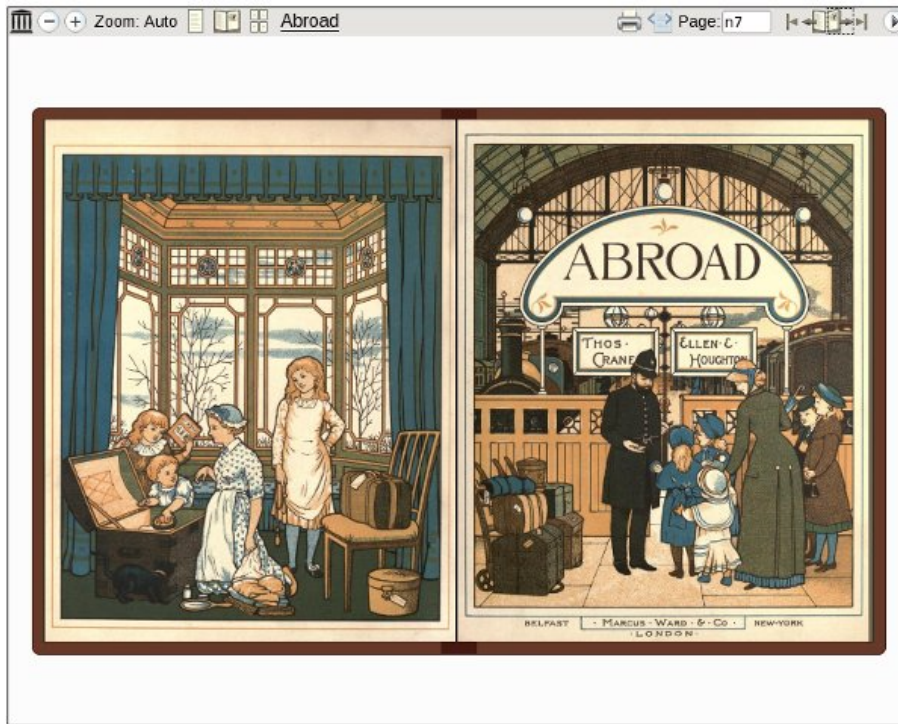 Zoom: Auto Abroad Page: n7
ABROAD
THOS·
CRANE
ELLEN·E·
HOUGHTON
BELFAST · MARCUS·WARD·&·CO· NEW-YORK
·LONDON·